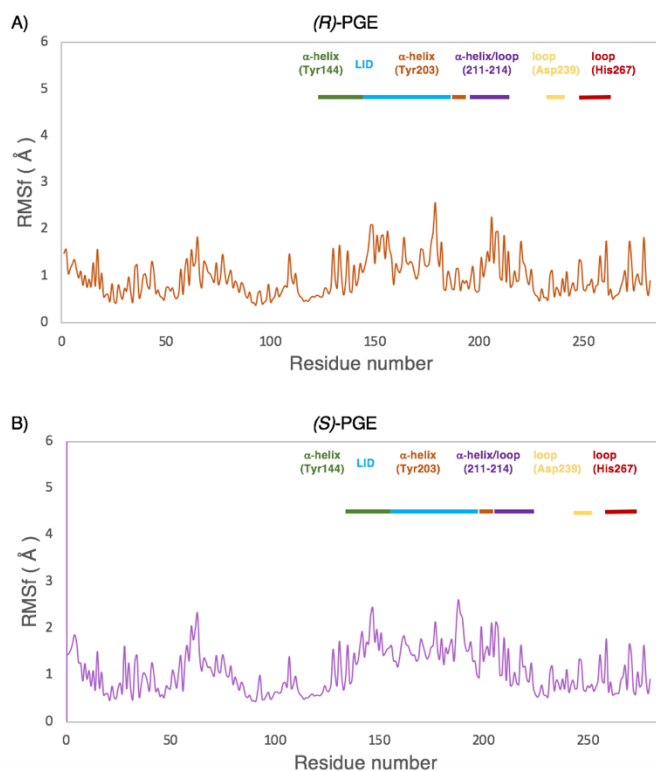 A)
(R)-PGE
6
5
4
3
2
1
0
RMSf ( Å )
α-helix
(Tyr144)
LID
α-helix
(Tyr203)
α-helix/loop
(211-214)
loop
(Asp239)
loop
(His267)
0 50 100 150 200 250
Residue number
B)
(S)-PGE
6
5
4
3
2
1
0
RMSf ( Å )
α-helix
(Tyr144)
LID
α-helix
(Tyr203)
α-helix/loop
(211-214)
loop
(Asp239)
loop
(His267)
0 50 100 150 200 250
Residue number